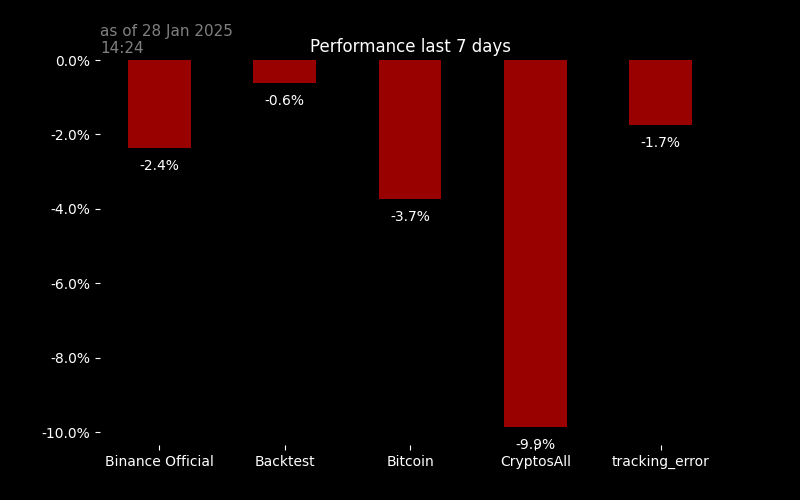 as of 28 Jan 2025
14:24
Performance last 7 days
0.0%
-2.0%
-4.0%
-6.0%
-8.0%
-10.0%
-2.4%
-0.6%
-3.7%
-9.9%
-1.7%
Binance Official
Backtest
Bitcoin
CryptosAll
tracking_error